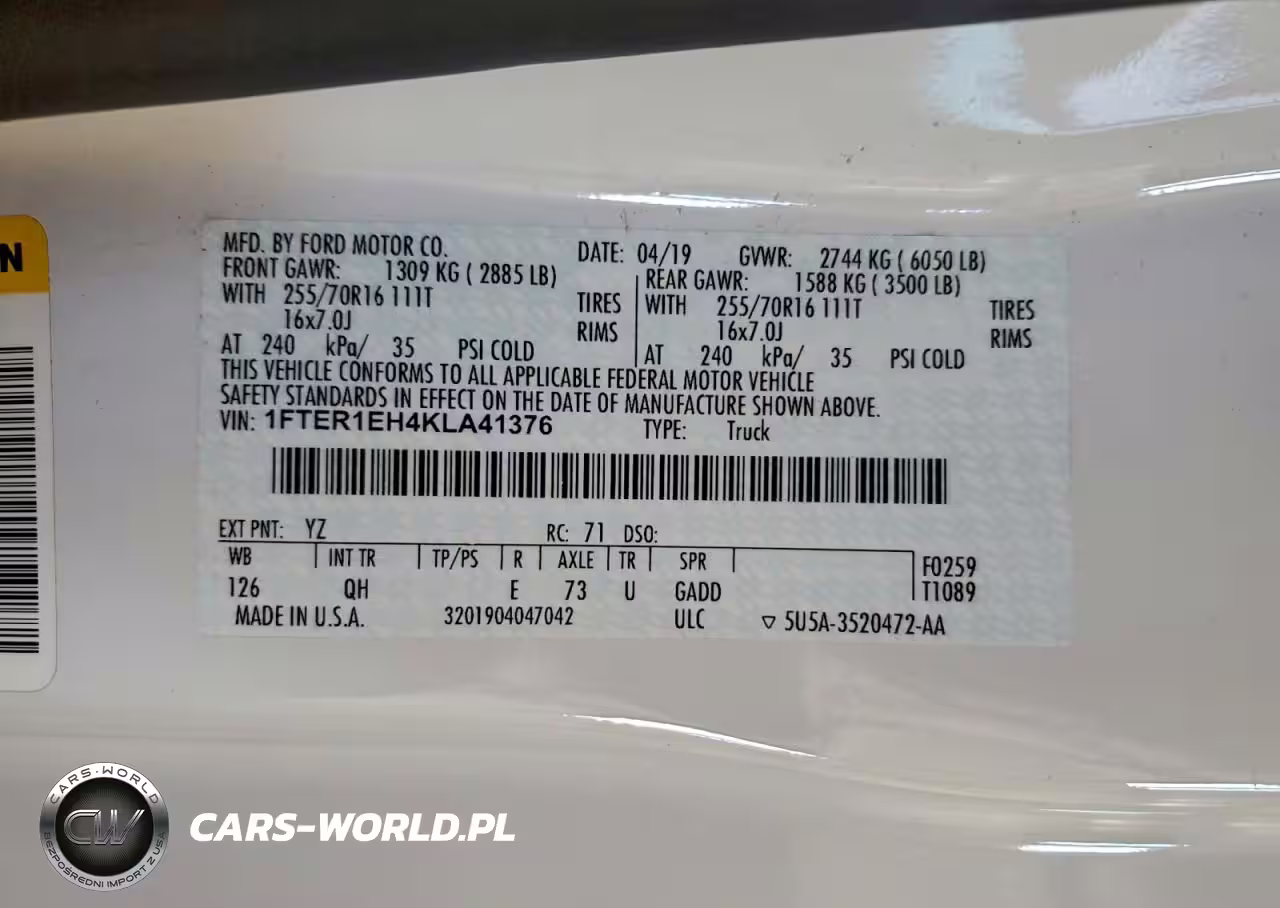 N
MFD. BY FORD MOTOR CO. DATE: 04/19 GVWR: 2744 KG ( 6050 LB)
FRONT GAWR: 1309 KG ( 2885 LB) REAR GAWR: 1588 KG ( 3500 LB)
WITH 255/70R16 111T TIRES WITH 255/70R16 111T TIRES
16x7.0J RIMS 16x7.0J RIMS
AT 240 kPa/ 35 PSI COLD AT 240 kPa/ 35 PSI COLD
THIS VEHICLE CONFORMS TO ALL APPLICABLE FEDERAL MOTOR VEHICLE
SAFETY STANDARDS IN EFFECT ON THE DATE OF MANUFACTURE SHOWN ABOVE.
VIN: 1FTER1EH4KLA41376 TYPE: Truck
EXT PNT: YZ RC: 71 DSO:
WB INT TR TP/PS R AXLE TR SPR F0259
126 QH E 73 U GADD T1089
MADE IN U.S.A. 3201904047042 ULC ▽ 5U5A-3520472-AA
CARS-WORLD
CW
BEZPOŚREDNI IMPORT Z USA
CARS-WORLD.PL